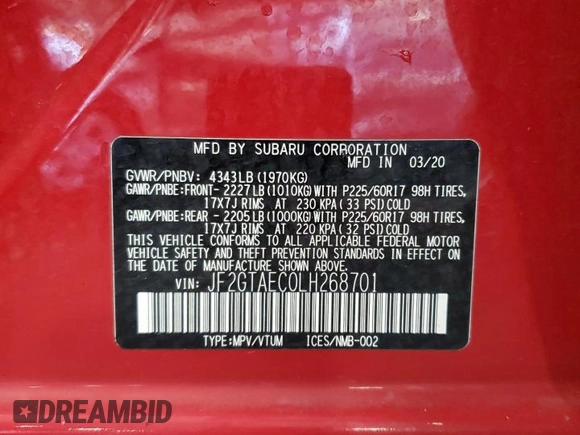 MFD BY SUBARU CORPORATION
MFD IN 03/20
GVWR/PNBV: 4343LB (1970KG)
GAWR/PNBE:FRONT- 2227LB(1010KG)WITH P225/60R17 98H TIRES,
17X7J RIMS AT 230 KPA (33 PSI)COLD
GAWR/PNBE:REAR - 2205LB(1000KG)WITH P225/60R17 98H TIRES,
17X7J RIMS AT 220 KPA (32 PSI)COLD
THIS VEHICLE CONFORMS TO ALL APPLICABLE FEDERAL MOTOR
VEHICLE SAFETY AND BUMPER AND THEFT PREVENTION STANDARDS
IN EFFECT ON THE DATE OF MANUFACTURE SHOWN ABOVE.
VIN: JF2GTAEC0LH268701
TYPE:MPV/VTUM ICES/NMB-002
DREAMBID